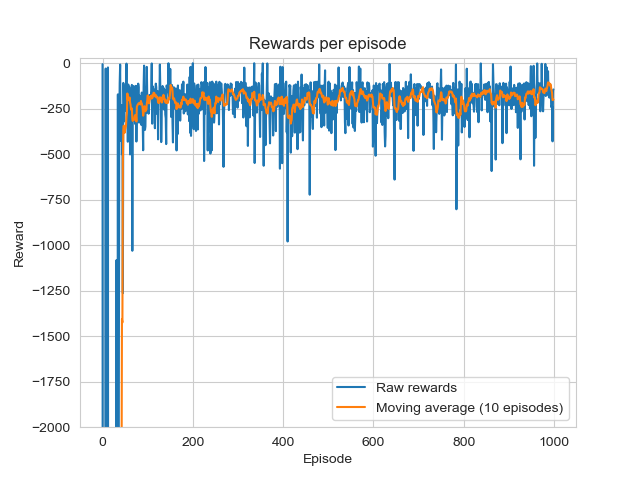 Rewards per episode
0
−250
−500
−750
−1000
−1250
−1500
−1750
−2000
Reward
0 200 400 600 800 1000
Episode
Raw rewards
Moving average (10 episodes)